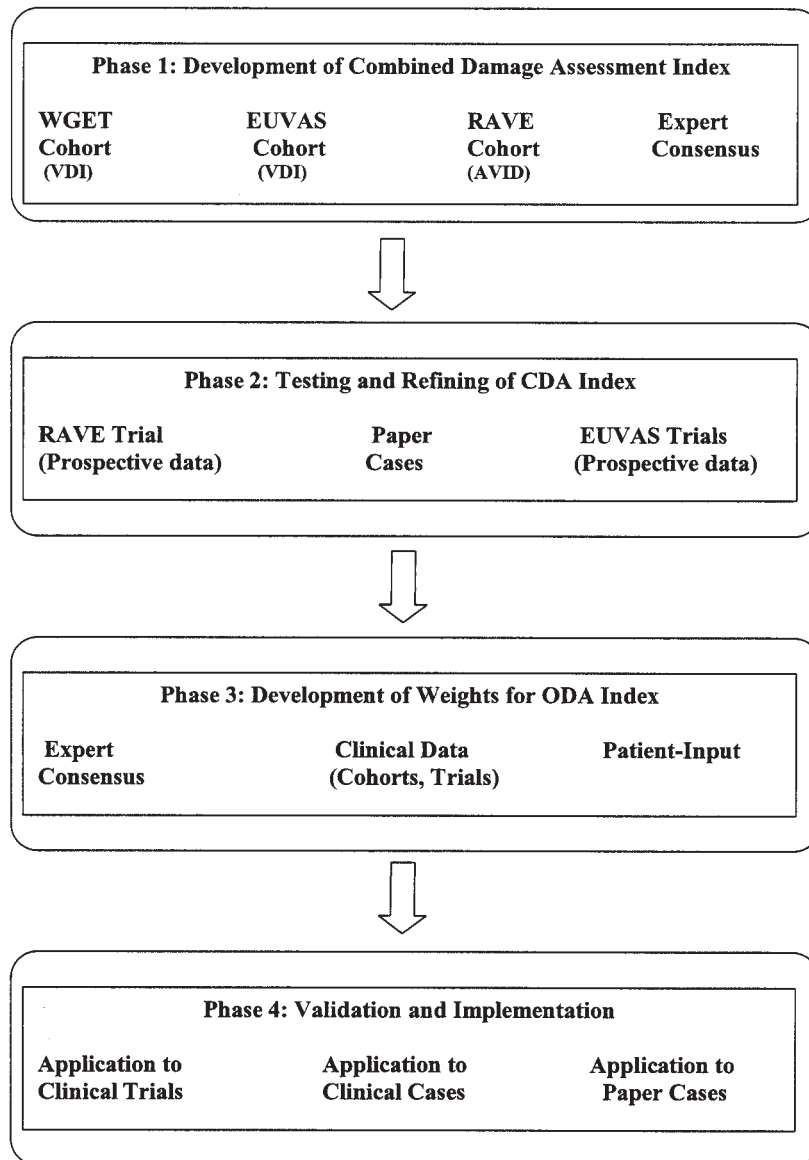 Phase 1: Development of Combined Damage Assessment Index
WGET EUVAS RAVE Expert
Cohort Cohort Cohort Consensus
(VDI) (VDI) (AVID)
Phase 2: Testing and Refining of CDA Index
RAVE Trial Paper EUVAS Trials
(Prospective data) Cases (Prospective data)
Phase 3: Development of Weights for ODA Index
Expert Clinical Data Patient-Input
Consensus (Cohorts, Trials)
Phase 4: Validation and Implementation
Application to Application to Application to
Clinical Trials Clinical Cases Paper Cases